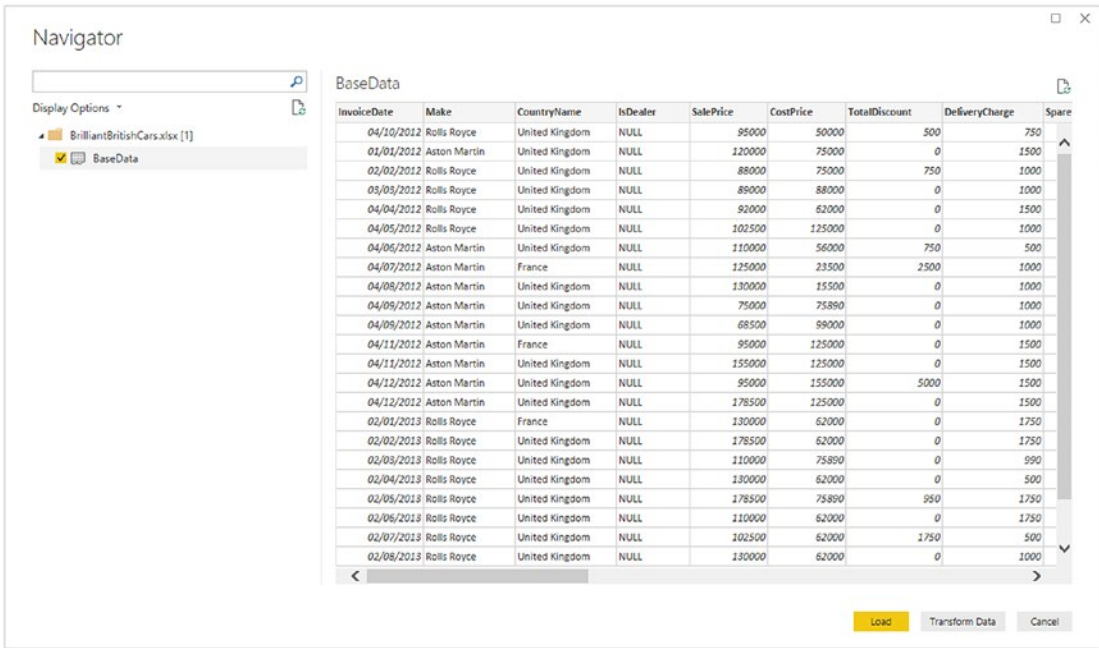 Navigator
Display Options
BrilliantBritishCars.xlsx [1]
BaseData
BaseData
InvoiceDate Make CountryName IsDealer SalePrice CostPrice TotalDiscount DeliveryCharge Spare
04/10/2012 Rolls Royce United Kingdom NULL 95000 50000 500 750
01/01/2012 Aston Martin United Kingdom NULL 120000 75000 0 1500
02/02/2012 Rolls Royce United Kingdom NULL 88000 75000 750 1000
03/03/2012 Rolls Royce United Kingdom NULL 89000 88000 0 1000
04/04/2012 Rolls Royce United Kingdom NULL 92000 62000 0 1500
04/05/2012 Rolls Royce United Kingdom NULL 102500 125000 0 1000
04/06/2012 Aston Martin United Kingdom NULL 110000 56000 750 500
04/07/2012 Aston Martin France NULL 125000 23500 2500 1000
04/08/2012 Aston Martin United Kingdom NULL 130000 15500 0 1000
04/09/2012 Aston Martin United Kingdom NULL 75000 75890 0 1000
04/09/2012 Aston Martin United Kingdom NULL 68500 99000 0 1000
04/11/2012 Aston Martin France NULL 95000 125000 0 1500
04/11/2012 Aston Martin United Kingdom NULL 155000 125000 0 1500
04/12/2012 Aston Martin United Kingdom NULL 95000 155000 5000 1500
04/12/2012 Aston Martin United Kingdom NULL 178500 125000 0 1500
02/01/2013 Rolls Royce France NULL 130000 62000 0 1750
02/02/2013 Rolls Royce United Kingdom NULL 178500 62000 0 1750
02/03/2013 Rolls Royce United Kingdom NULL 110000 75890 0 990
02/04/2013 Rolls Royce United Kingdom NULL 130000 62000 0 500
02/05/2013 Rolls Royce United Kingdom NULL 178500 75890 950 1750
02/06/2013 Rolls Royce United Kingdom NULL 110000 62000 0 1750
02/07/2013 Rolls Royce United Kingdom NULL 102500 62000 1750 500
02/08/2013 Rolls Royce United Kingdom NULL 130000 62000 0 1000
Load Transform Data Cancel